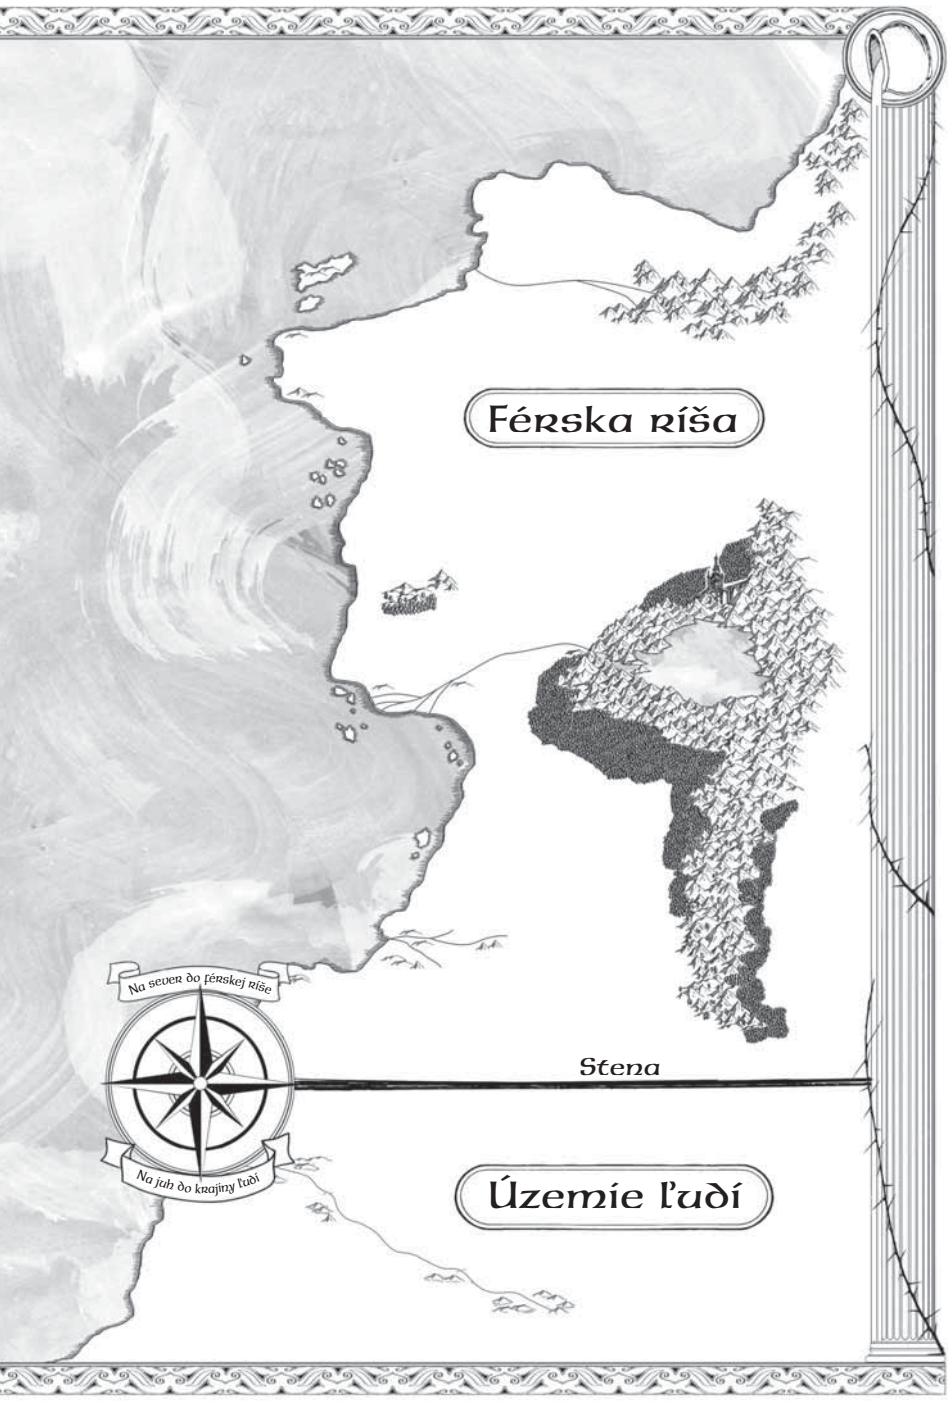 Férska ríša
Na sever do férskej ríše
Stena
Na juh do krajiny ľudí
Územie ľudí